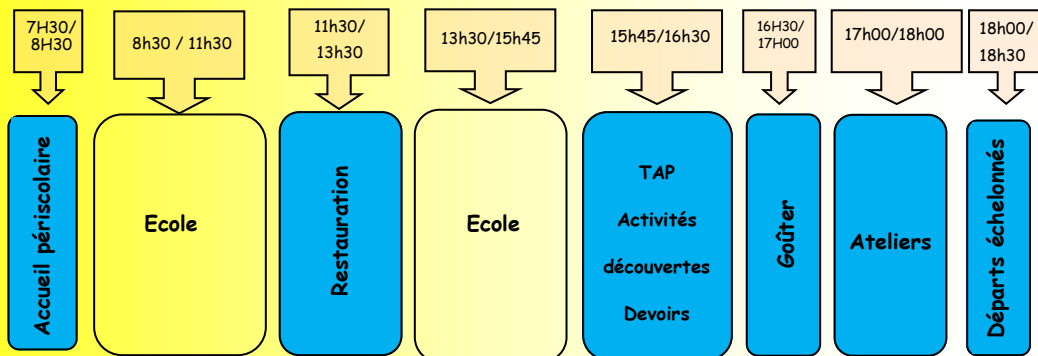 7H30/
8H30
8h30 / 11h30
11h30/
13h30
13h30/15h45
15h45/16h30
16H30/
17H00
17h00/18h00
18h00/
18h30
Accueil périscolaire
Ecole
Restauration
Ecole
TAP
Activités
découvertes
Devoirs
Goûter
Ateliers
Départs échelonnés